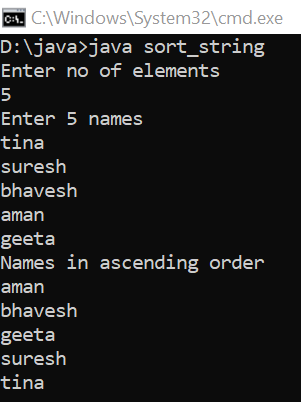 C:\Windows\System32\cmd.exe
D:\java>java sort_string
Enter no of elements
5
Enter 5 names
tina
suresh
bhavesh
aman
geeta
Names in ascending order
aman
bhavesh
geeta
suresh
tina